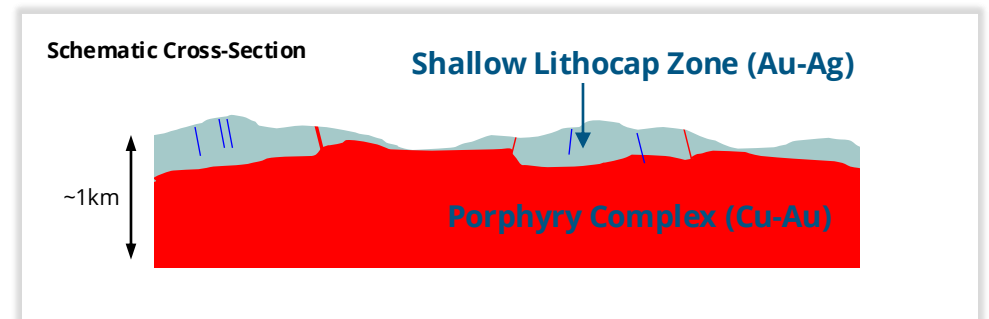 Schematic Cross-Section
Shallow Lithocap Zone (Au-Ag)
~1km
Porphyry Complex (Cu-Au)